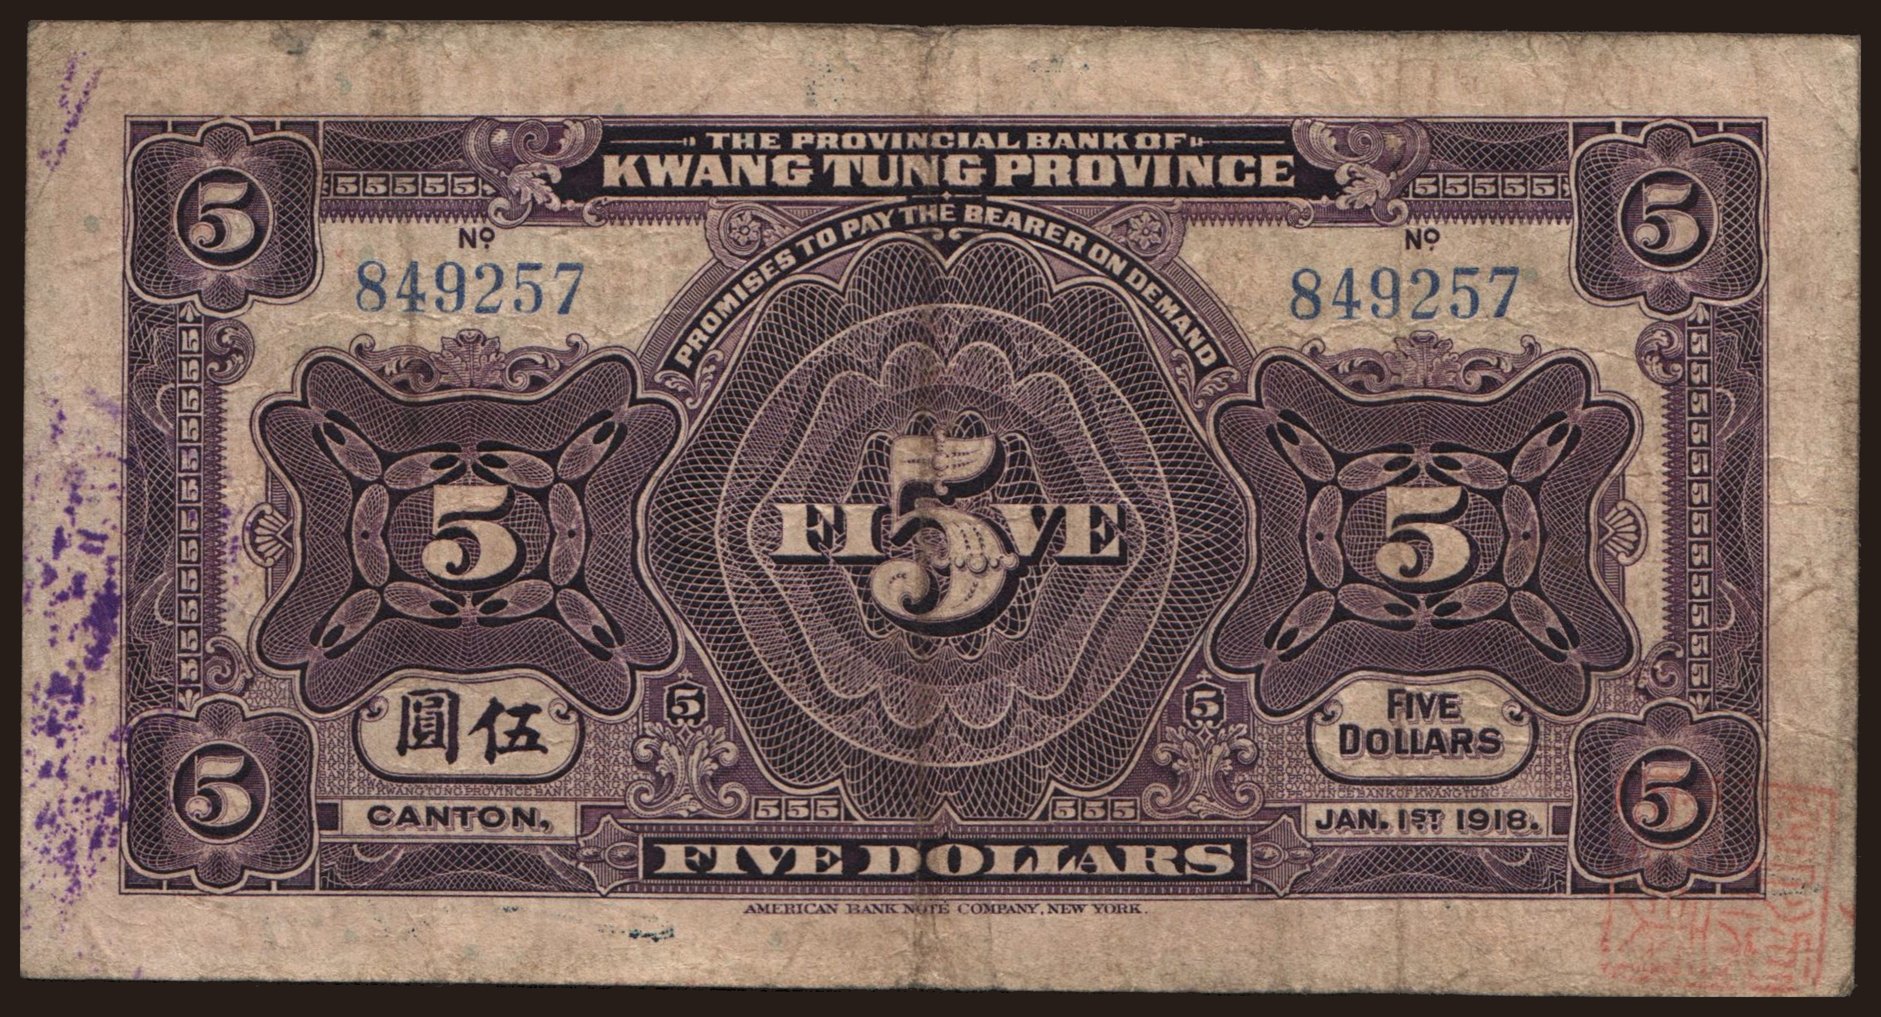 THE PROVINCIAL BANK OF
KWANG TUNG PROVINCE
PROMISES TO PAY THE BEARER ON DEMAND
5
55555
55555
5
No
849257
No
849257
5
FI5VE
5
圓伍
5
5
FIVE
DOLLARS
5
555
555
5
CANTON,
JAN. 1ST 1918.
FIVE DOLLARS
AMERICAN BANK NOTE COMPANY, NEW YORK.